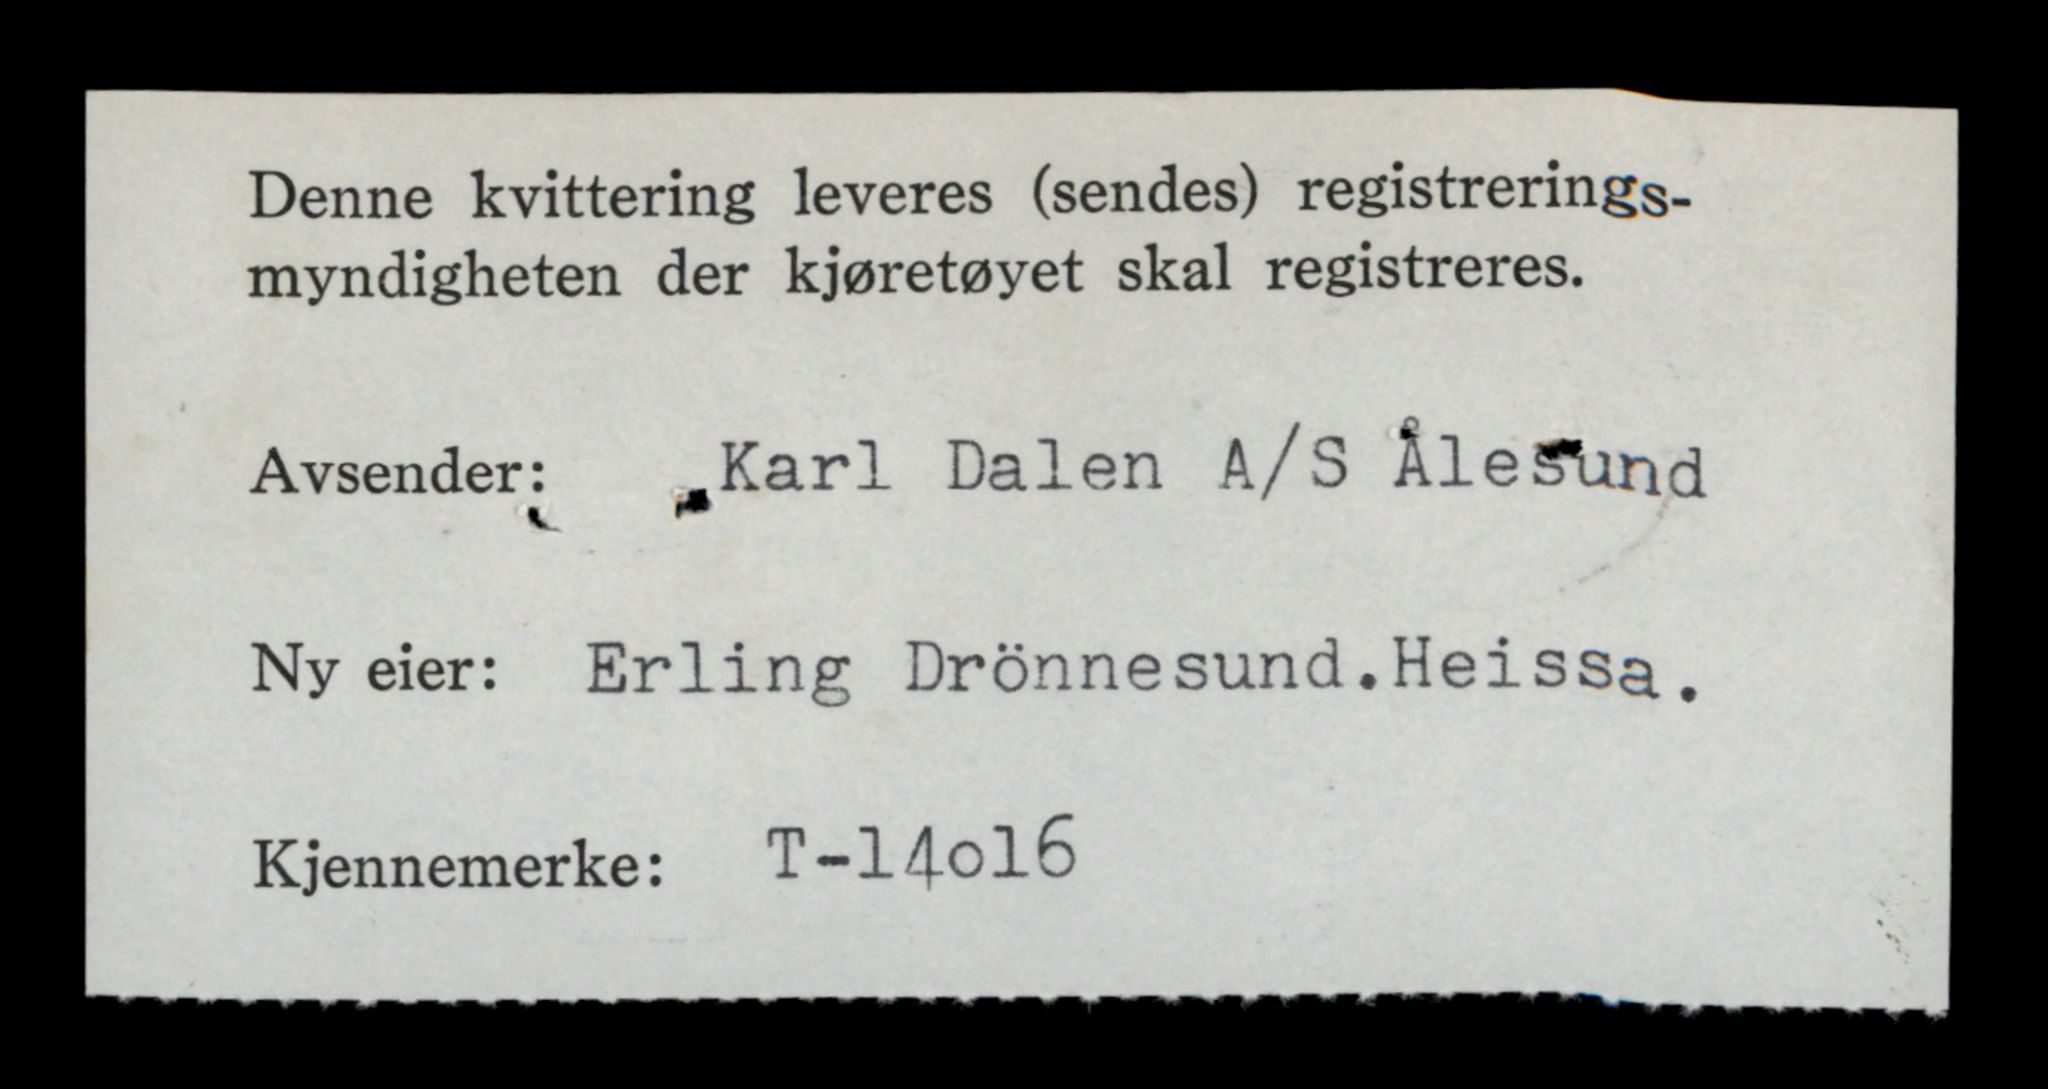 Denne kvittering leveres (sendes) registrerings-
myndigheten der kjøretøyet skal registreres.
Avsender: Karl Dalen A/S Ålesund
Ny eier: Erling Drönnesund.Heissa.
Kjennemerke: T-14o16